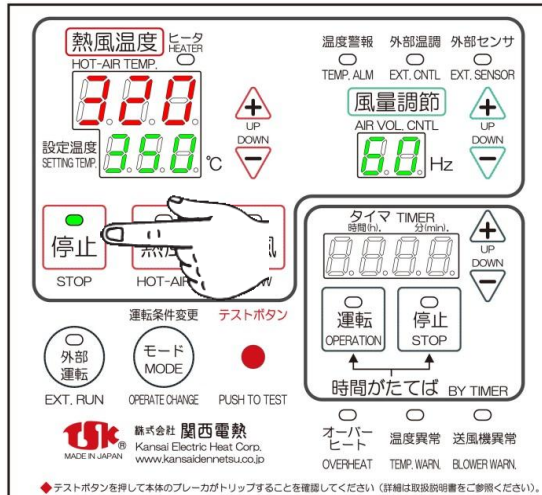 熱風温度 ヒータ
HEATER
HOT-AIR TEMP.
320
設定温度
SETTING TEMP.
350 ℃
UP
DOWN
温度警報 外部温調 外部センサ
TEMP. ALM EXT. CNTL EXT. SENSOR
風量調節
AIR VOL. CNTL
60 Hz
UP
DOWN
停止
STOP
HOT-AIR
タイマ TIMER
時間(h). 分(min).
UP
DOWN
運転
OPERATION
停止
STOP
時間がたてば BY TIMER
運転条件変更 テストボタン
外部
運転
モード
MODE
EXT. RUN OPERATE CHANGE PUSH TO TEST
TSK®
MADE IN JAPAN
株式会社 関西電熱
Kansai Electric Heat Corp.
www.kansaidennetsu.co.jp
オーバー
ヒート
温度異常 送風機異常
OVERHEAT TEMP. WARN. BLOWER WARN.
◆テストボタンを押して本体のブレーカがトリップすることを確認してください(詳細は取扱説明書をご参照ください)。